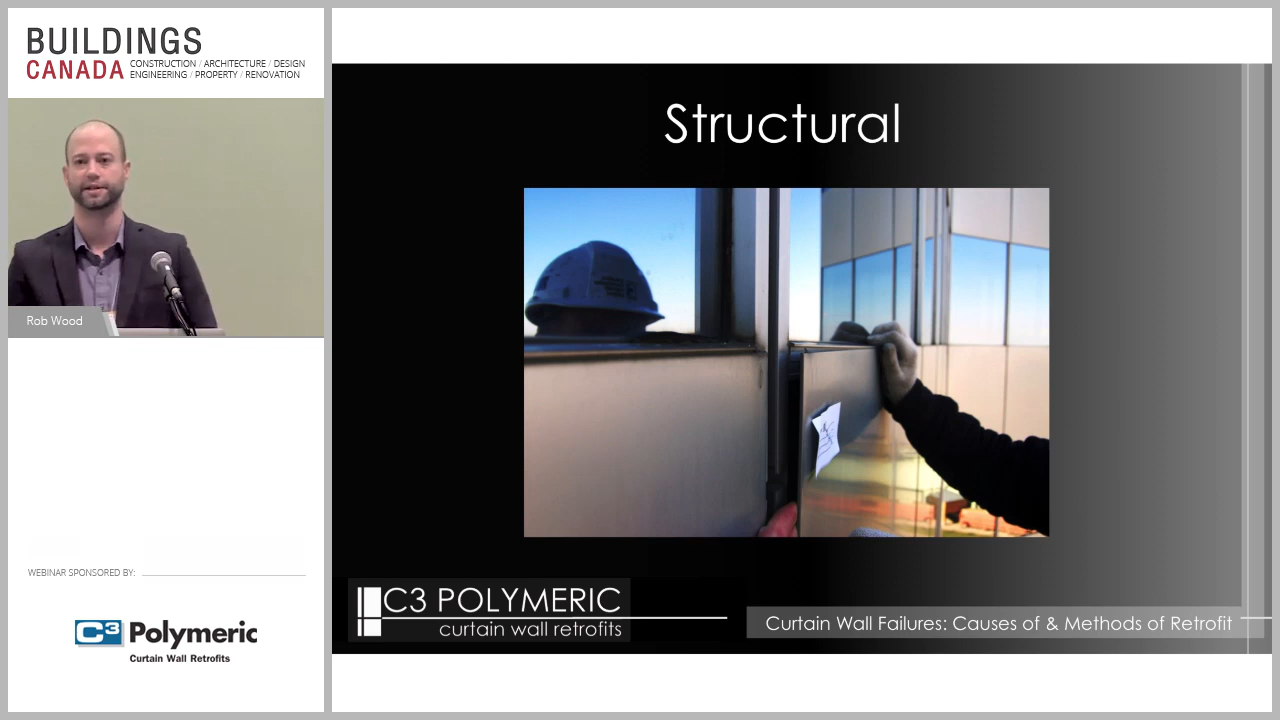 BUILDINGS
CANADA
CONSTRUCTION / ARCHITECTURE / DESIGN
ENGINEERING / PROPERTY / RENOVATION
Rob Wood
WEBINAR SPONSORED BY:
C3 Polymeric
Curtain Wall Retrofits
Structural
C3 POLYMERIC
curtain wall retrofits
Curtain Wall Failures: Causes of & Methods of Retrofit